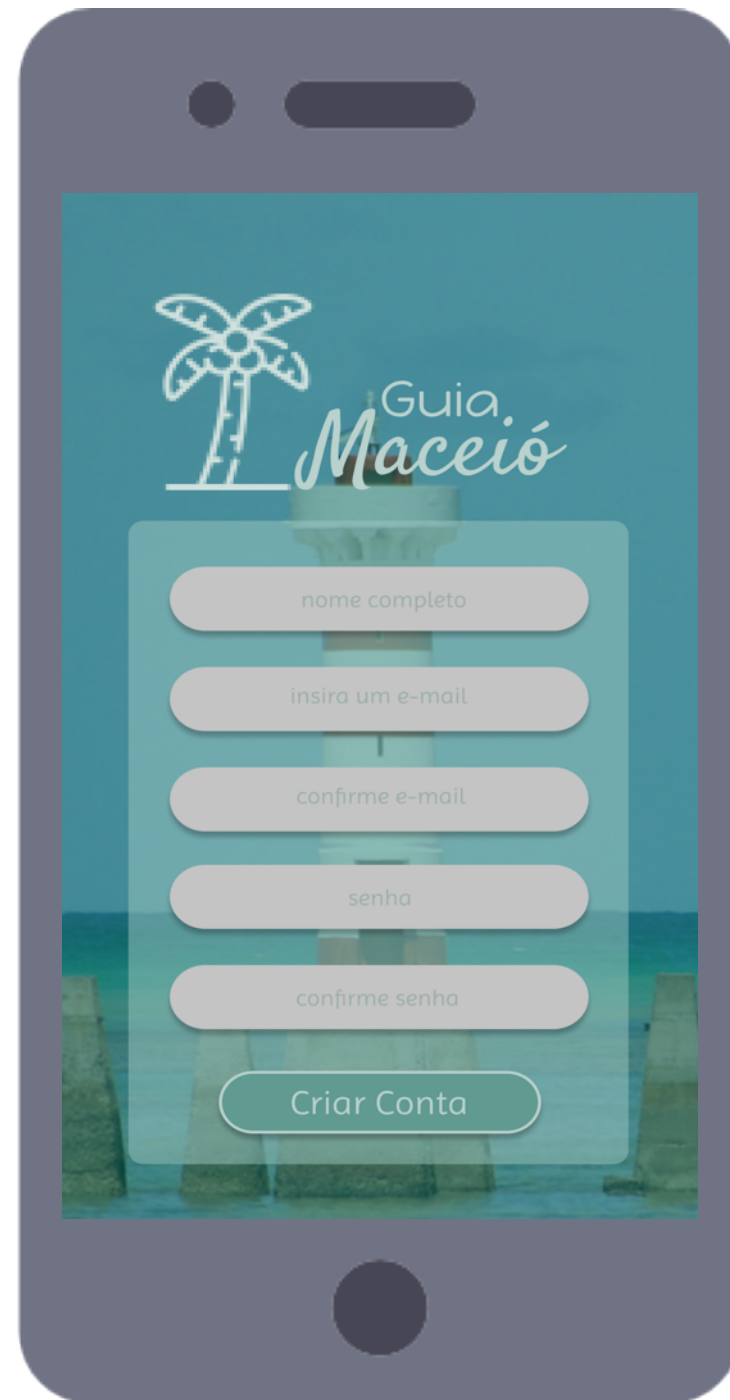 Guia
Maceió
nome completo
insira um e-mail
confirme e-mail
senha
confirme senha
Criar Conta